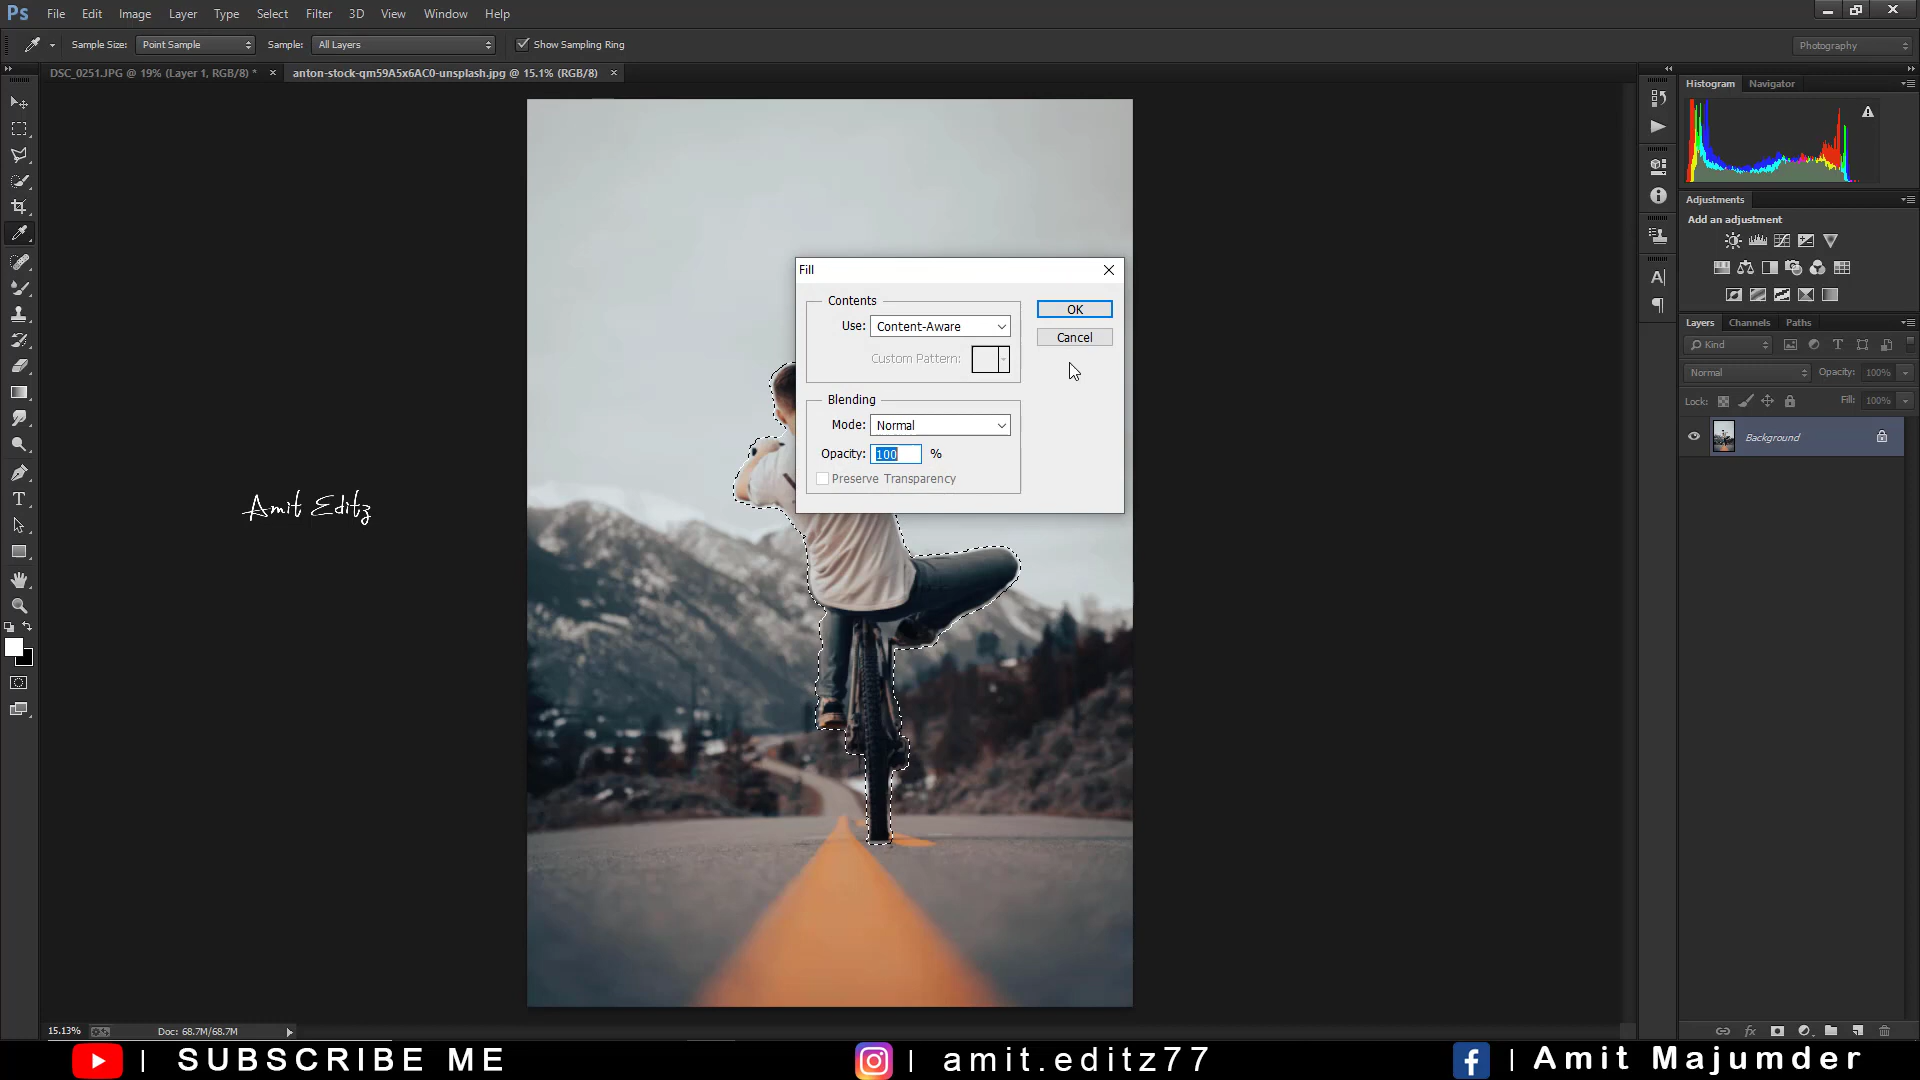 Ps File Edit Image Layer Type Select Filter 3D View Window Help
Sample Size: Point Sample Sample: All Layers Show Sampling Ring Photography
DSC_0251.JPG @ 19% (Layer 1, RGB/8) * × anton-stock-qm59A5x6AC0-unsplash.jpg @ 15.1% (RGB/8) ×
Histogram Navigator
Adjustments
Add an adjustment
Fill
Contents
Use: Content-Aware
Custom Pattern:
OK
Cancel
Blending
Mode: Normal
Opacity: 100 %
Preserve Transparency
Layers Channels Paths
Kind
Normal Opacity: 100%
Lock: Fill: 100%
Background
Amit Editz
15.13% Doc: 68.7M/68.7M
| SUBSCRIBE ME | amit.editz77 | Amit Majumder